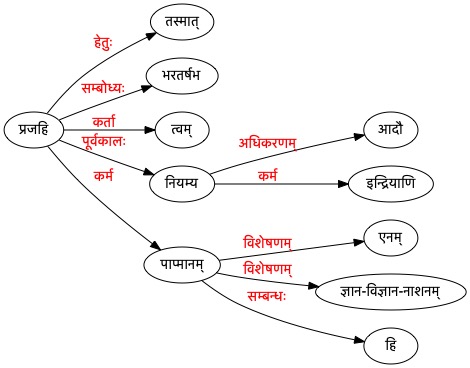 तस्मात्
हेतुः
भरतर्षभ
सम्बोध्यः
प्रजहि
कर्ता
त्वम्
पूर्वकालः
अधिकरणम्
आदौ
कर्म
नियम्य
कर्म
इन्द्रियाणि
एनम्
विशेषणम्
पाप्मानम्
विशेषणम्
ज्ञान-विज्ञान-नाशनम्
सम्बन्धः
हि